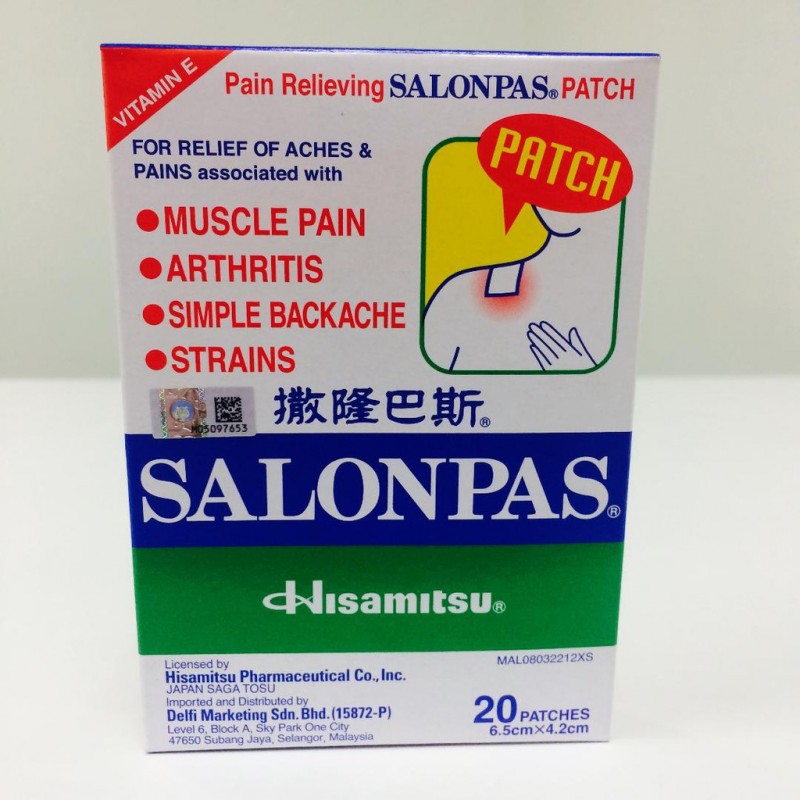 VITAMIN E
Pain Relieving SALONPAS® PATCH
FOR RELIEF OF ACHES &
PAINS associated with
●MUSCLE PAIN
●ARTHRITIS
●SIMPLE BACKACHE
●STRAINS
PATCH
M05097653
撒隆巴斯®
SALONPAS®
Hisamitsu®
Licensed by
Hisamitsu Pharmaceutical Co., Inc.
JAPAN SAGA TOSU
Imported and Distributed by
Delfi Marketing Sdn. Bhd. (15872-P)
Level 6, Block A, Sky Park One City
47650 Subang Jaya, Selangor, Malaysia
MAL08032212XS
20 PATCHES
6.5cm×4.2cm